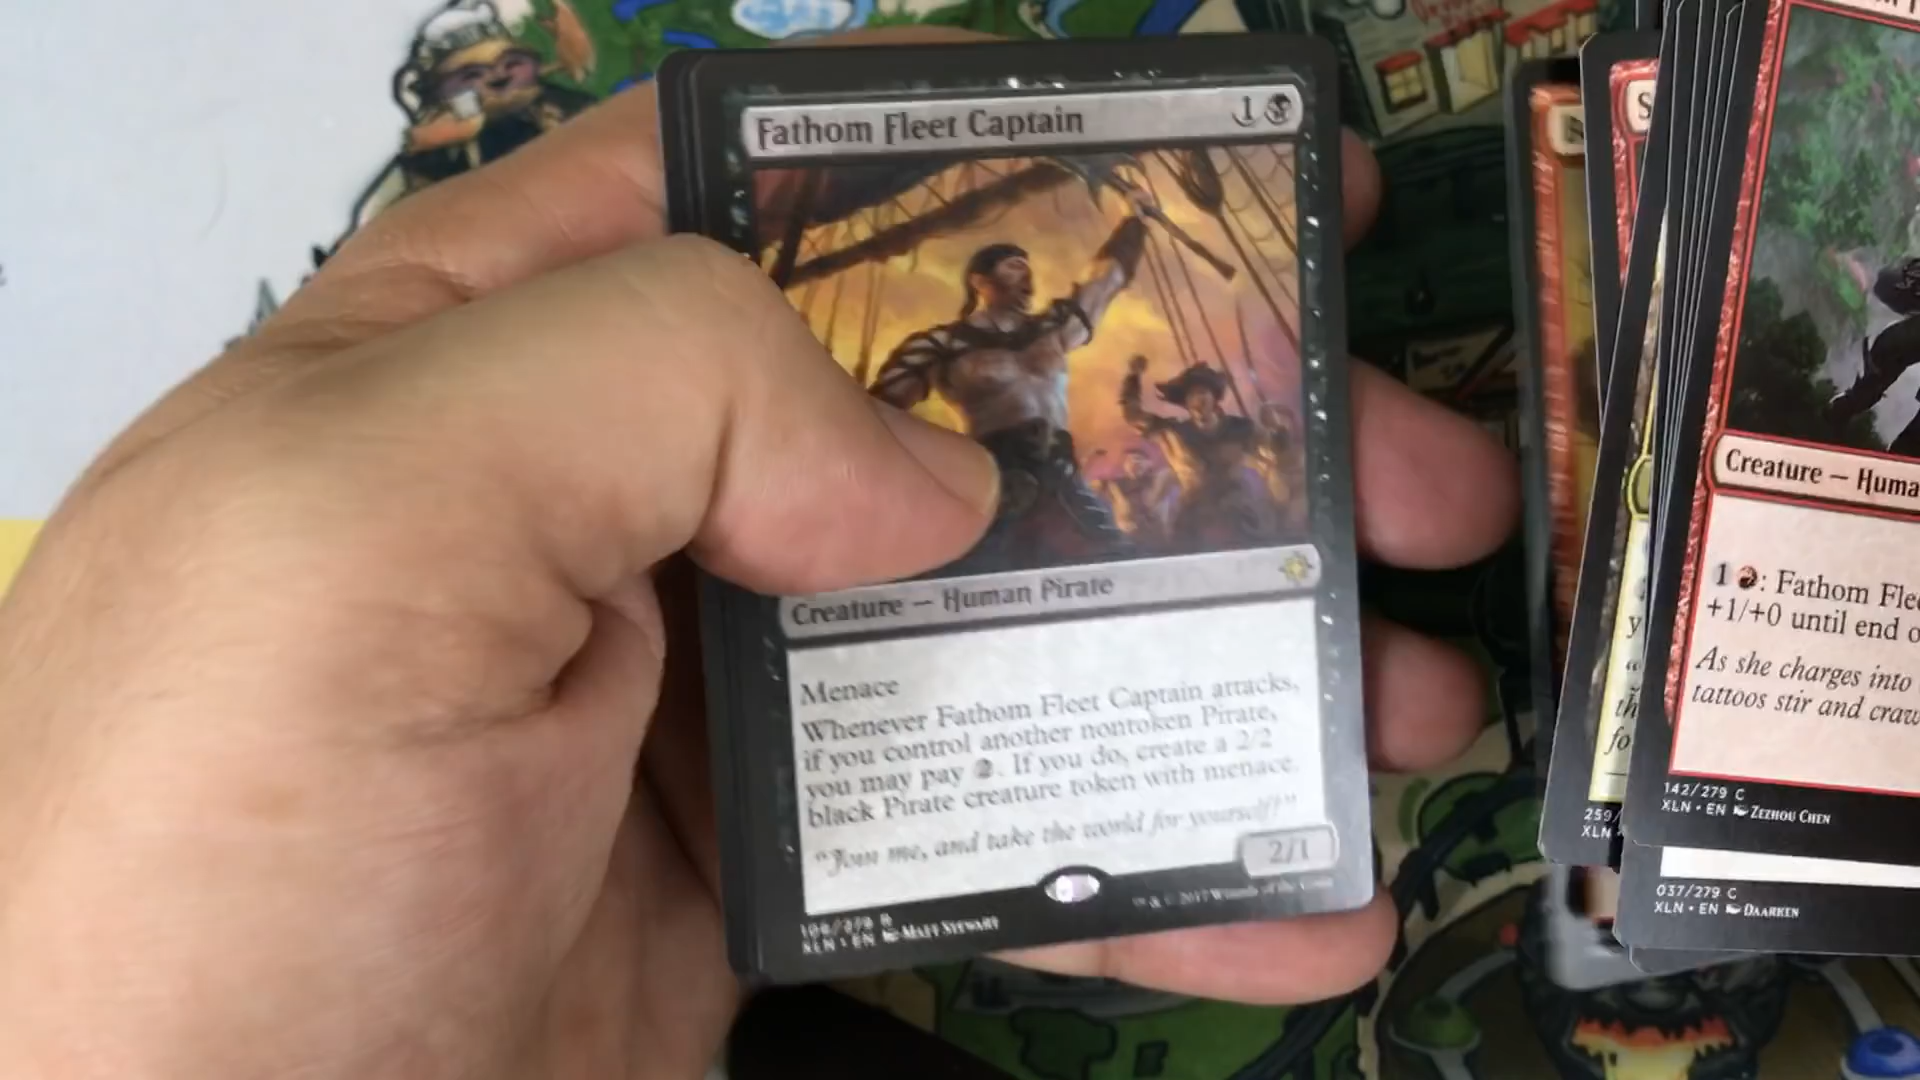 Fathom Fleet Captain 1
Creature — Human Pirate
Menace
Whenever Fathom Fleet Captain attacks,
if you control another nontoken Pirate,
you may pay 2. If you do, create a 2/2
black Pirate creature token with menace.
"Join me, and take the world for yourself!"
2/1
XLN • EN MATT STEWART
™ & © 2017 Wizards of the Coast
S
Creature — Huma
1 : Fathom Flee
+1/+0 until end o
As she charges into
tattoos stir and craw
142/279 C
XLN • EN ZEZHOU CHEN
259/
XLN
037/279 C
XLN • EN DAARKEN